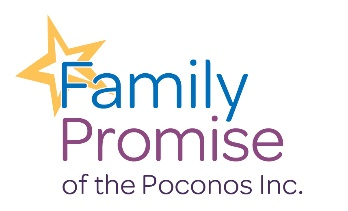 Family
Promise
of the Poconos Inc.